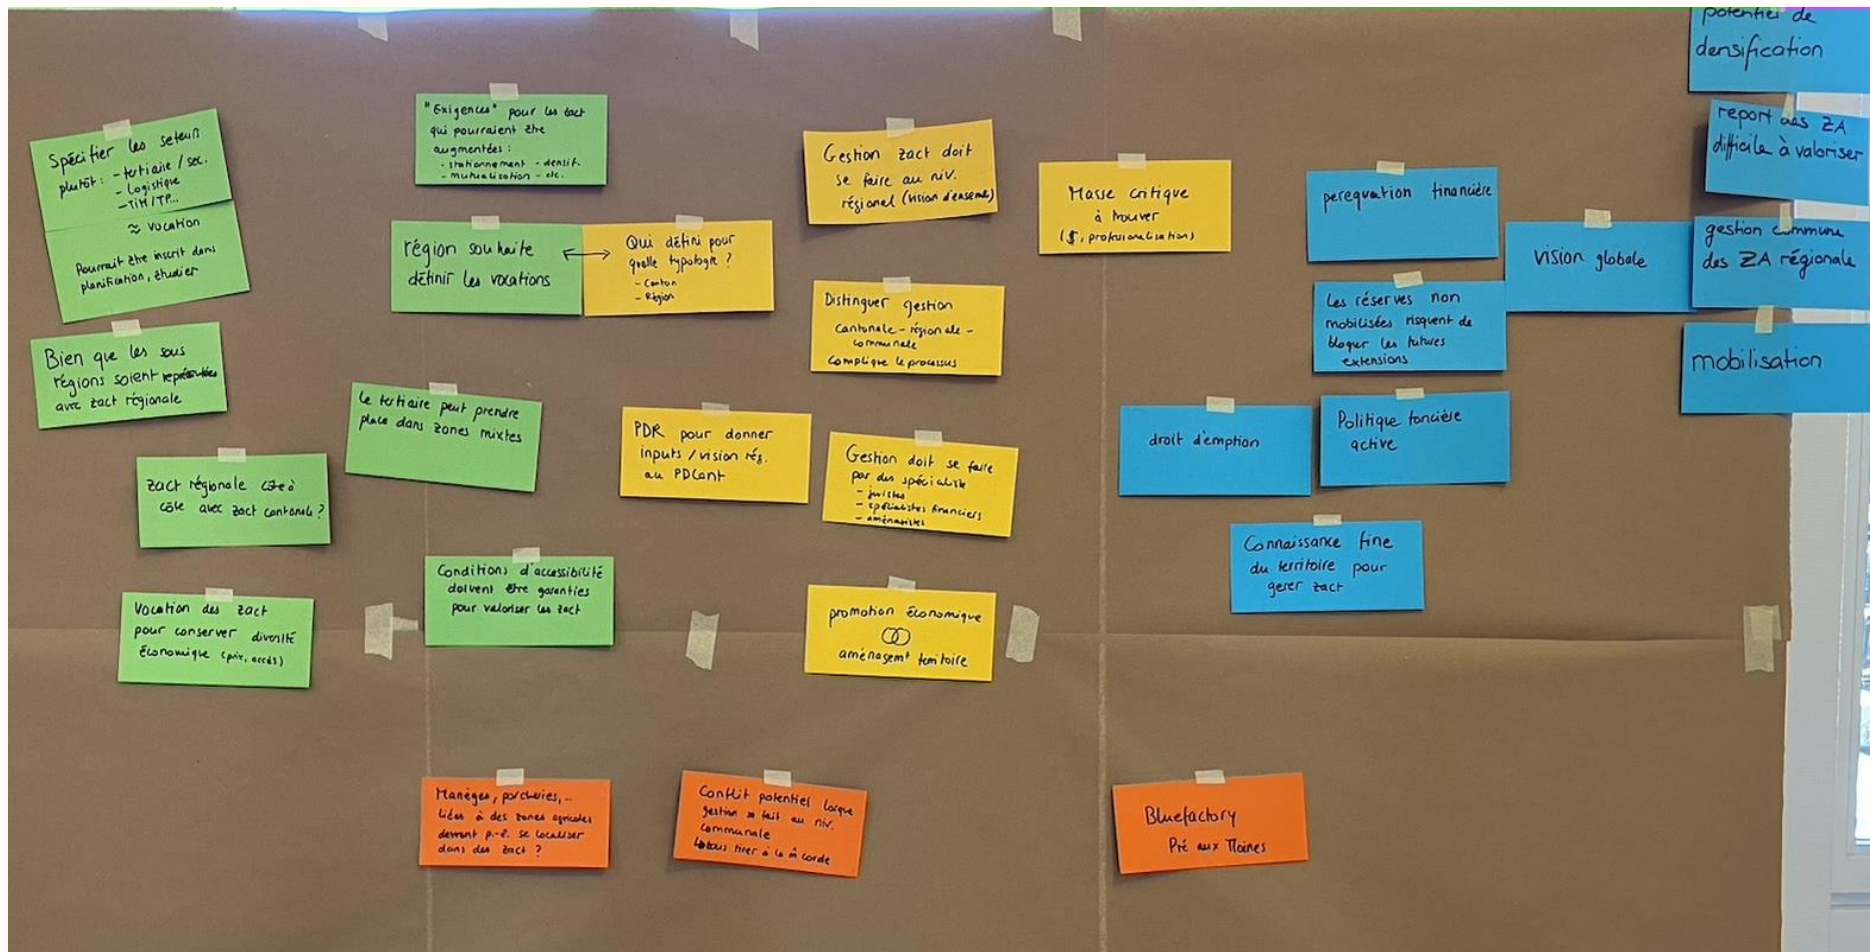 Spécifier les seteurs
plutôt : - tertiaire / sec.
- Logistique
- TIM/TP...
≈ vocation
Pourrait être inscrit dans
planification, étudier
Bien que les sous
régions soient
avec zact régionale
zact régionale côte à
côte avec zact cantonale ?
Vocation des zact
pour conserver diversité
économique (prix, accès)
"Exigences" pour les zact
qui pourraient être
augmentées :
- stationnement - densif.
- mutualisation - etc.
région souhaite
définir les vocations
Le tertiaire peut prendre
place dans zones mixtes
Conditions d'accessibilité
doivent être garanties
pour valoriser les zact
Qui défini pour
quelle typologie ?
- Canton
- Région
PDR pour donner
inputs / vision rég.
au PDCant
Gestion zact doit
se faire au niv.
régional (vision d'ensemble)
Distinguer gestion
cantonale - régionale -
communale
complique le processus
Gestion doit se faire
par des spécialiste
- juristes
- spécialistes financiers
- aménagistes
promotion économique
aménagemt territoire
Masse critique
à trouver
($, professionalisation)
perequation financière
Les réserves non
mobilisées risquent de
bloquer les futures
extensions
droit d'emption
Politique foncière
active
Connaissance fine
du territoire pour
gerer zact
vision globale
potentiel de
densification
report des ZA
difficile à valoriser
gestion commune
des ZA régionale
mobilisation
Manèges, porcheries, ...
liées à des zones agricoles
devront p.-ê. se localiser
dans des zact ?
Conflit potentiel lorsque
gestion se fait au niv.
communale
↳ tous tirer à la m̂ corde
Bluefactory
Pré aux Moines